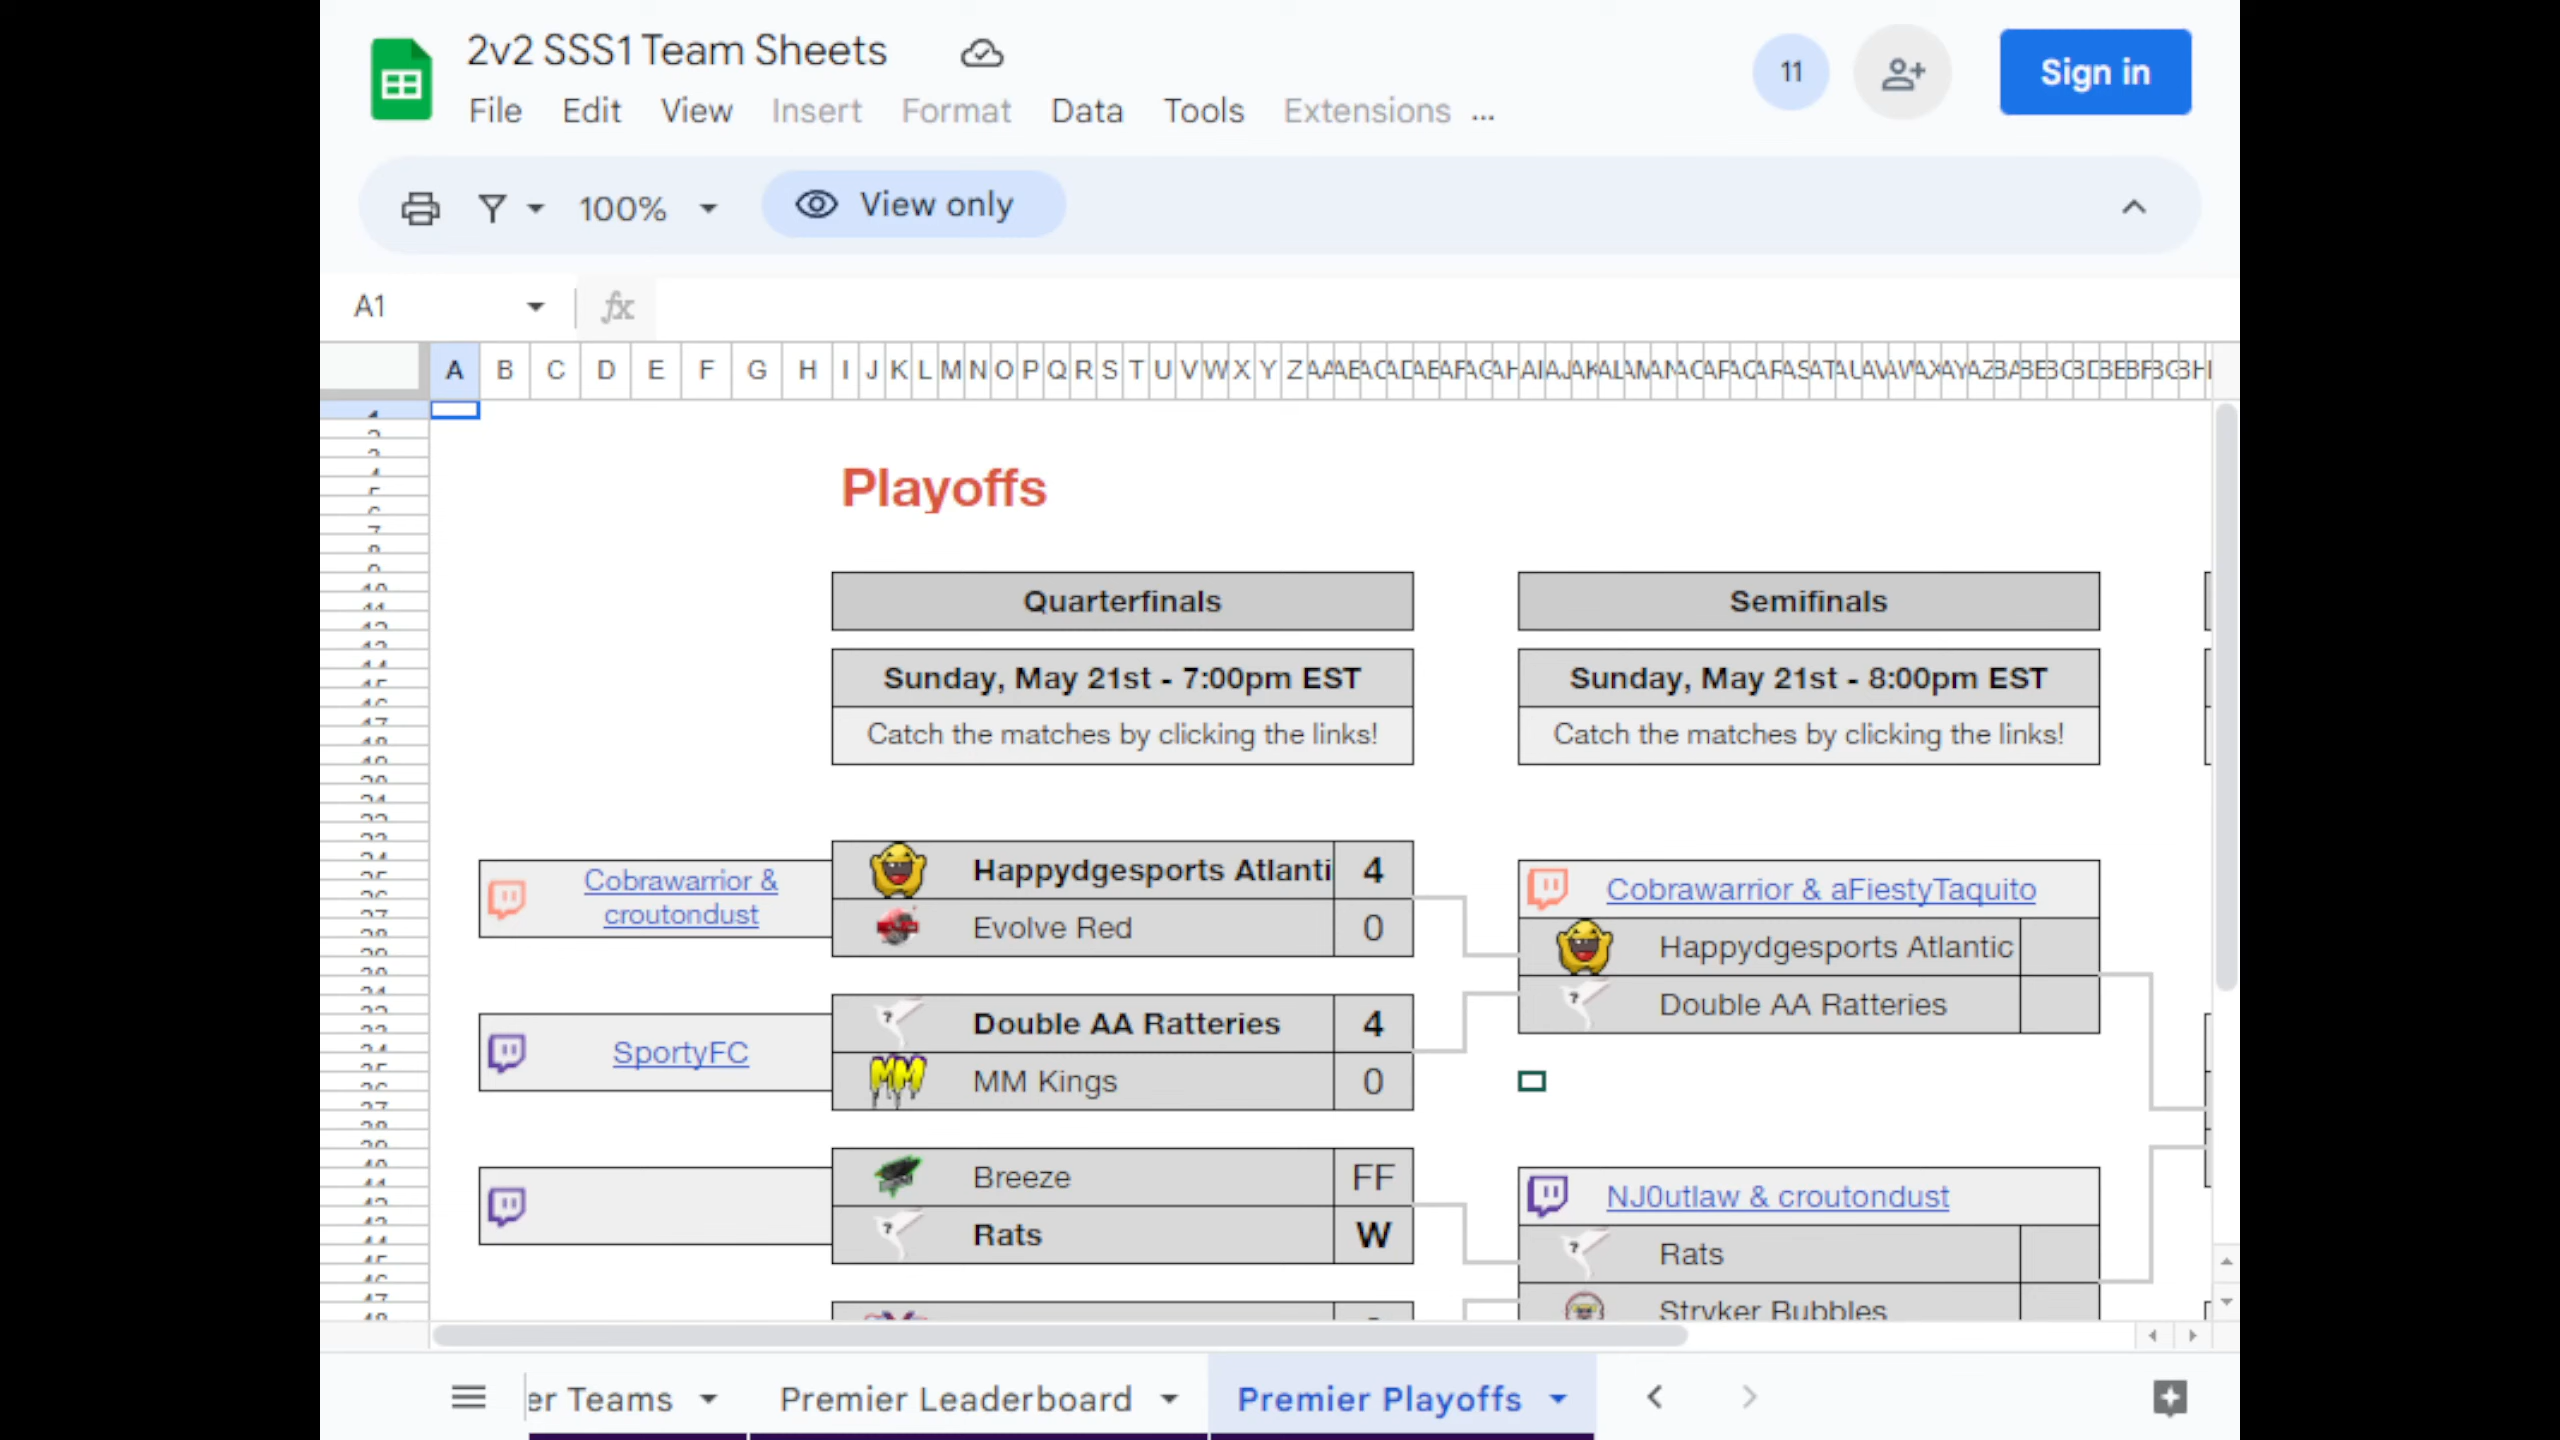 2v2 SSS1 Team Sheets
File Edit View Insert Format Data Tools Extensions ...
11
Sign in
100%
View only
A1
fx
A B C D E F G H I J K L M N O P Q R S T U V W X Y Z
Playoffs
Quarterfinals
Semifinals
Sunday, May 21st - 7:00pm EST
Sunday, May 21st - 8:00pm EST
Catch the matches by clicking the links!
Catch the matches by clicking the links!
Cobrawarrior &
croutondust
Happydgesports Atlanti 4
Evolve Red 0
Cobrawarrior & aFiestyTaquito
Happydgesports Atlantic
Double AA Ratteries
SportyFC
Double AA Ratteries 4
MM Kings 0
Breeze FF
Rats W
NJ0utlaw & croutondust
Rats
Stryker Bubbles
er Teams
Premier Leaderboard
Premier Playoffs